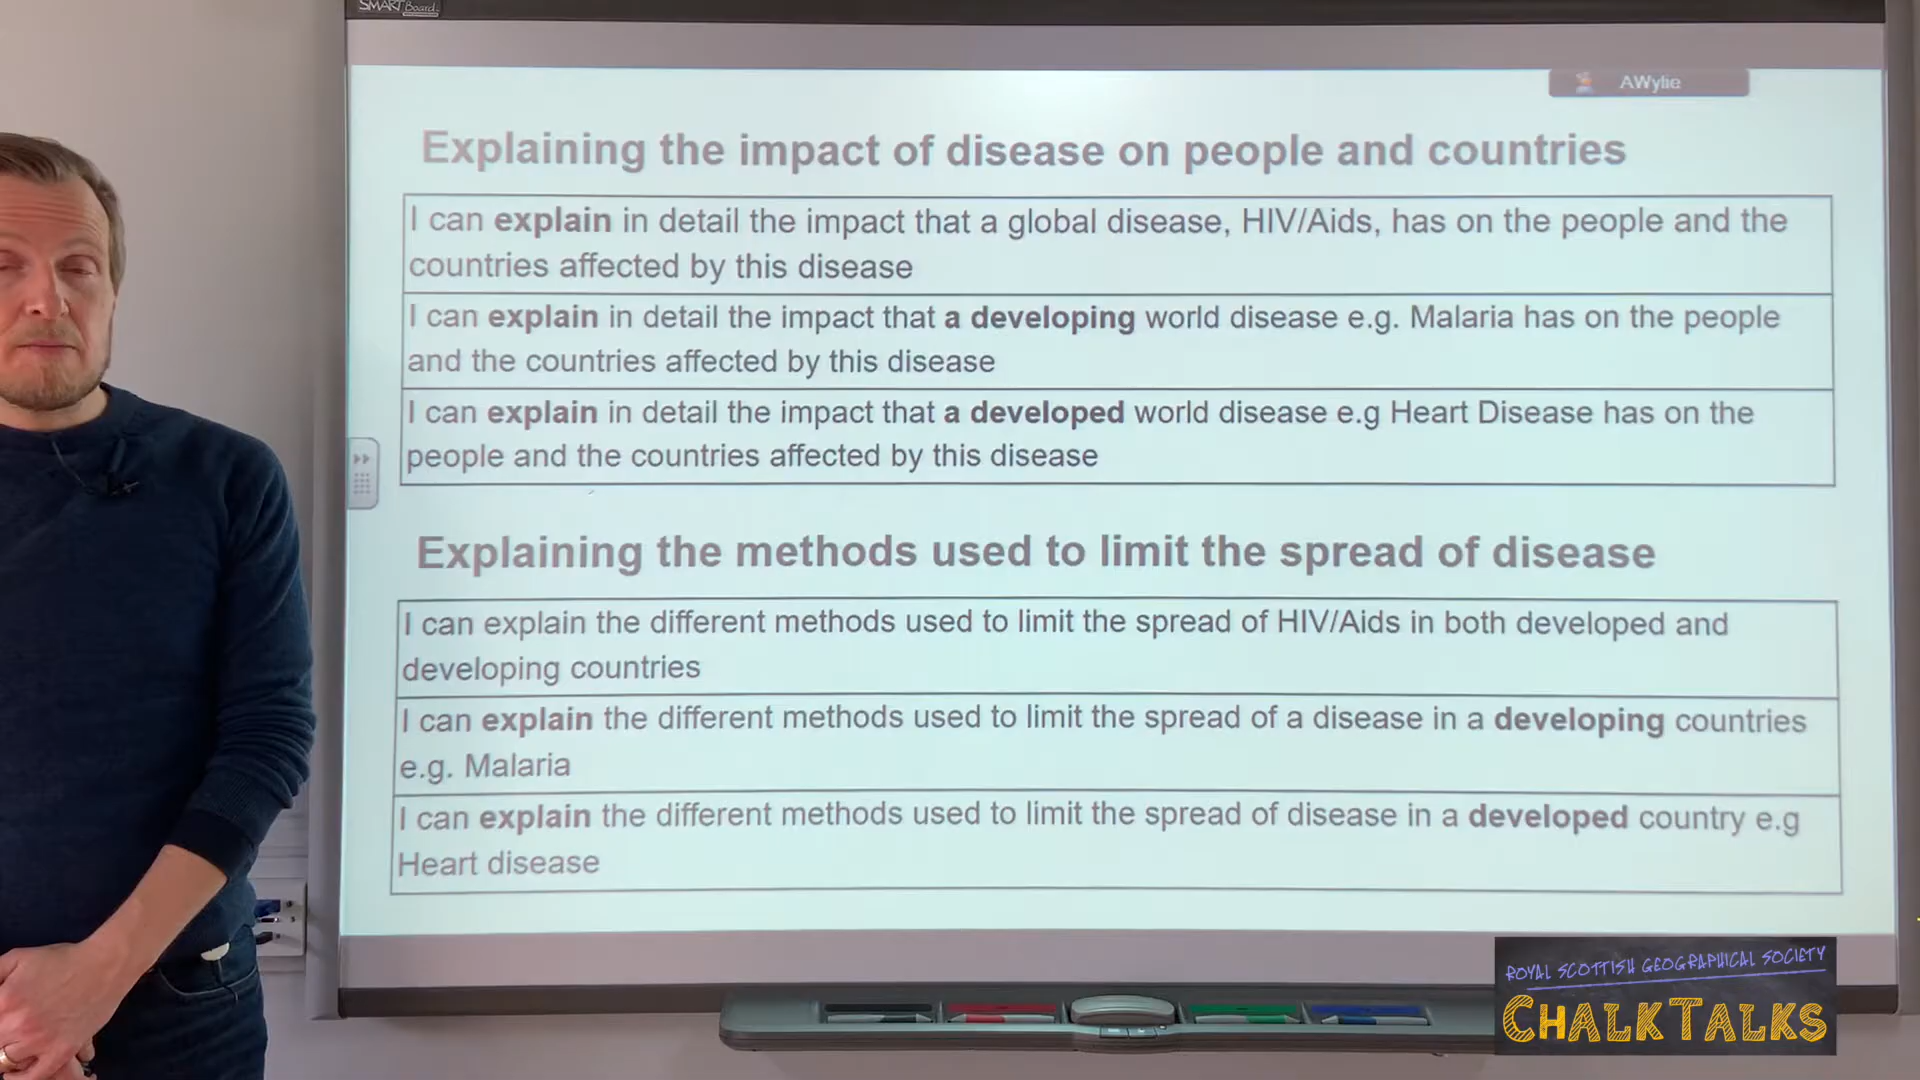 SMART Board
AWylie
Explaining the impact of disease on people and countries
I can explain in detail the impact that a global disease, HIV/Aids, has on the people and the
countries affected by this disease
I can explain in detail the impact that a developing world disease e.g. Malaria has on the people
and the countries affected by this disease
I can explain in detail the impact that a developed world disease e.g Heart Disease has on the
people and the countries affected by this disease
Explaining the methods used to limit the spread of disease
I can explain the different methods used to limit the spread of HIV/Aids in both developed and
developing countries
I can explain the different methods used to limit the spread of a disease in a developing countries
e.g. Malaria
I can explain the different methods used to limit the spread of disease in a developed country e.g
Heart disease
ROYAL SCOTTISH GEOGRAPHICAL SOCIETY
CHALKTALKS